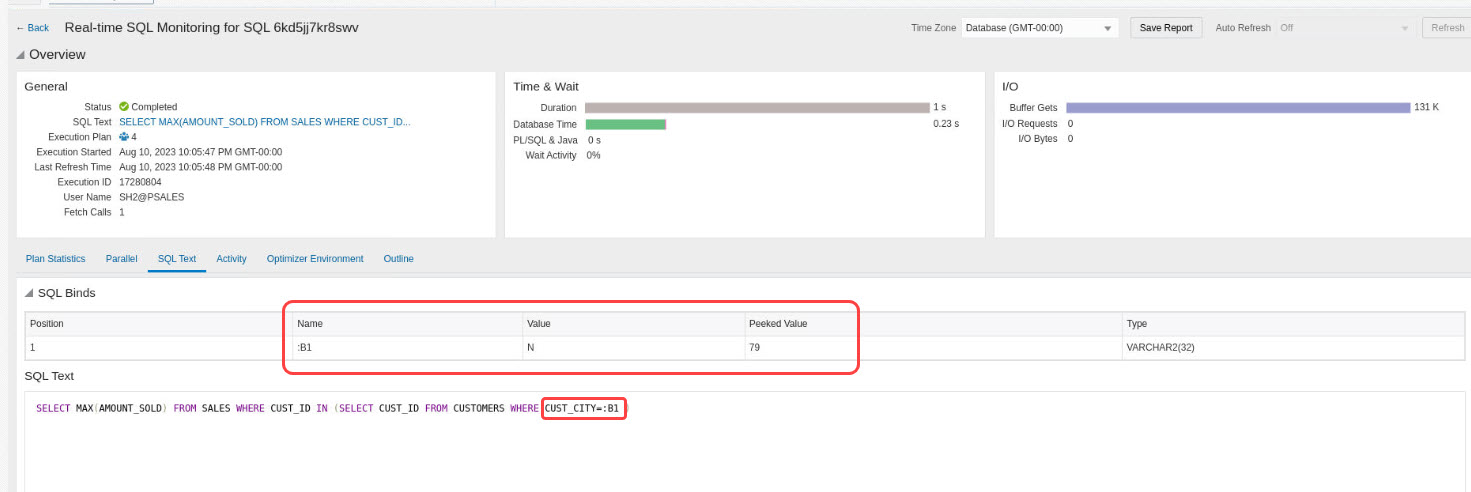 ← Back Real-time SQL Monitoring for SQL 6kd5jj7kr8swv Time Zone Database (GMT-00:00) Save Report Auto Refresh Off Refresh
Overview
General
Status Completed
SQL Text SELECT MAX(AMOUNT_SOLD) FROM SALES WHERE CUST_ID...
Execution Plan 4
Execution Started Aug 10, 2023 10:05:47 PM GMT-00:00
Last Refresh Time Aug 10, 2023 10:05:48 PM GMT-00:00
Execution ID 17280804
User Name SH2@PSALES
Fetch Calls 1
Time & Wait
Duration 1 s
Database Time 0.23 s
PL/SQL & Java 0 s
Wait Activity 0%
I/O
Buffer Gets 131 K
I/O Requests 0
I/O Bytes 0
Plan Statistics Parallel SQL Text Activity Optimizer Environment Outline
SQL Binds
Position Name Value Peeked Value Type
1 :B1 N 79 VARCHAR2(32)
SQL Text
SELECT MAX(AMOUNT_SOLD) FROM SALES WHERE CUST_ID IN (SELECT CUST_ID FROM CUSTOMERS WHERE CUST_CITY=:B1 )